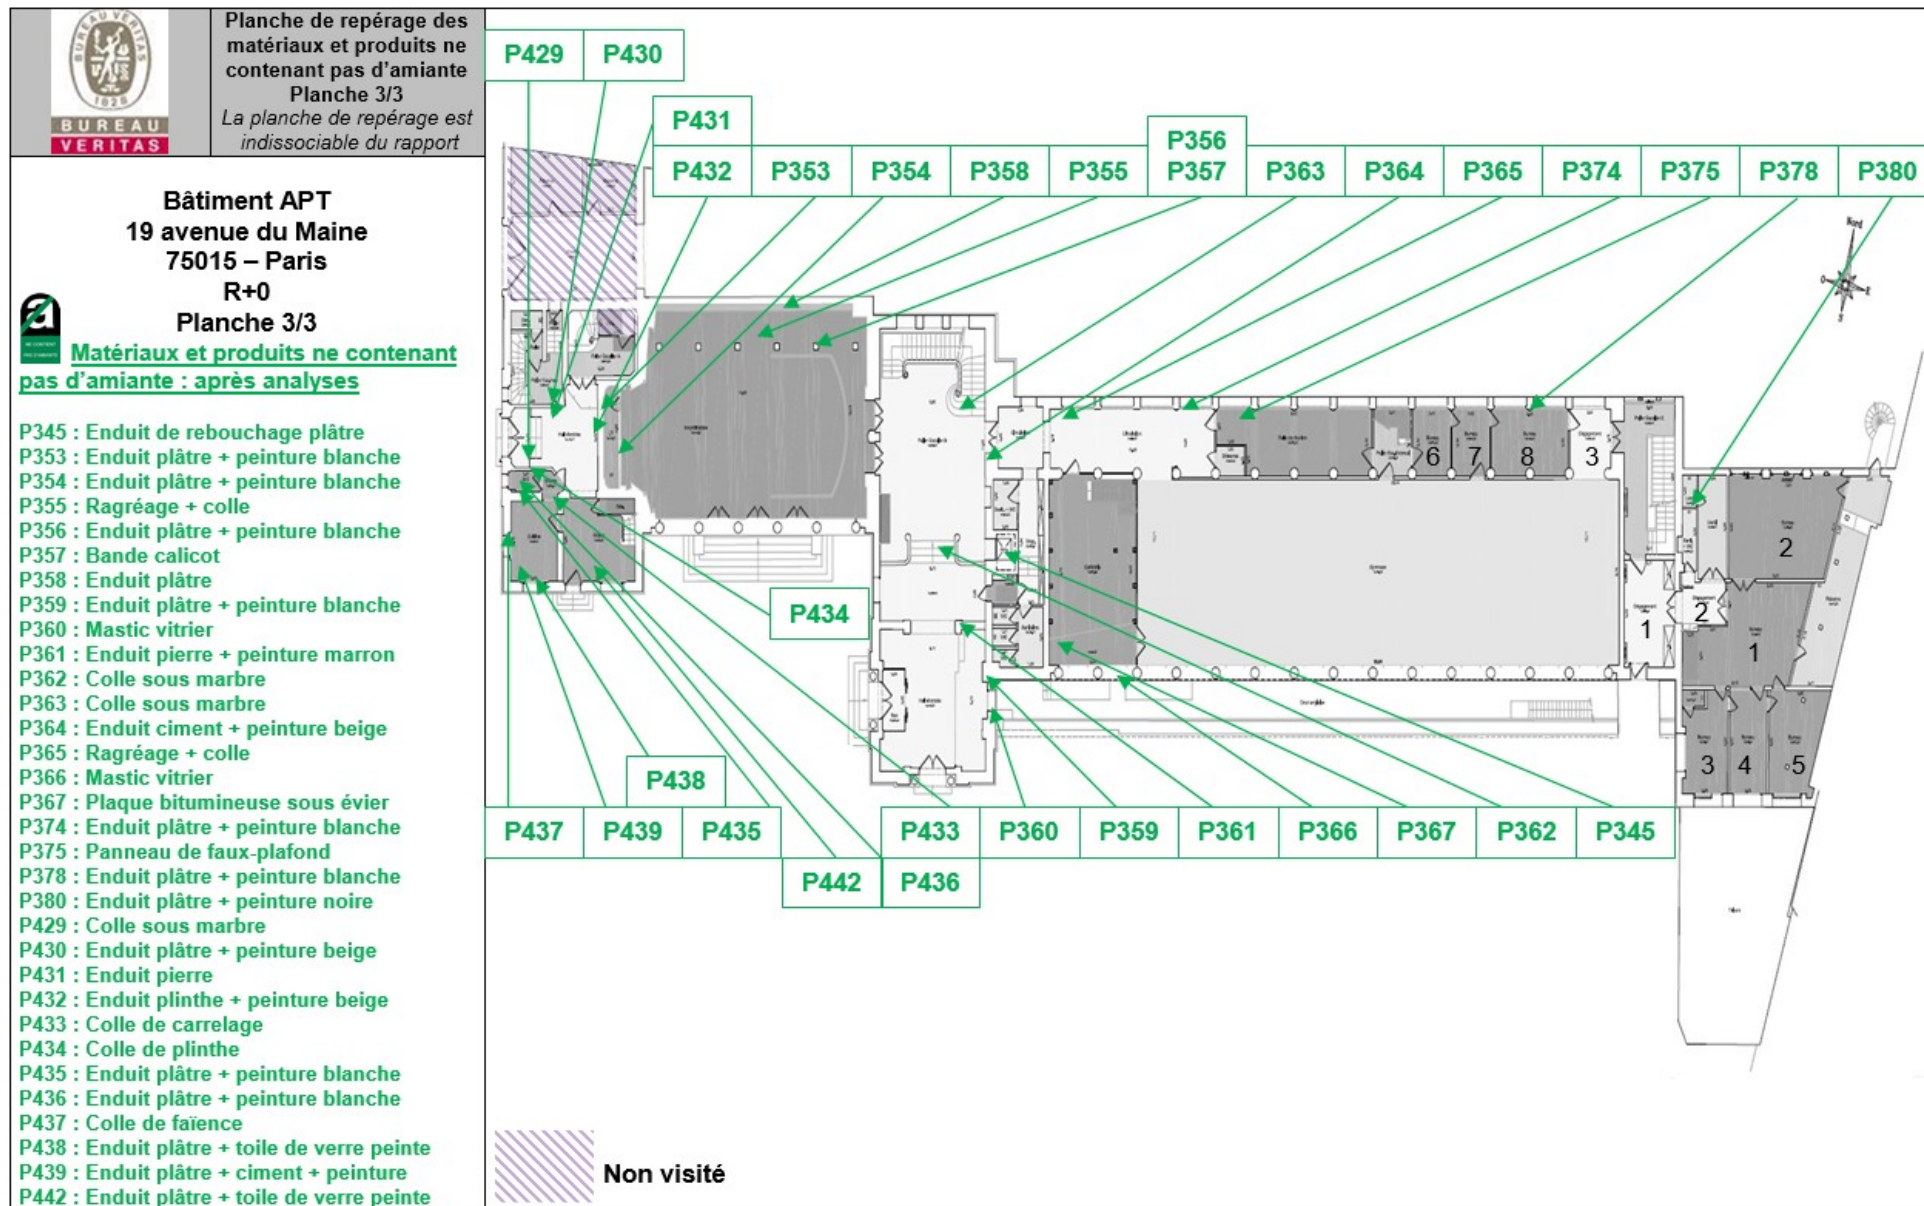 BUREAU VERITAS
1828
BUREAU
VERITAS
Planche de repérage des
matériaux et produits ne
contenant pas d'amiante
Planche 3/3
La planche de repérage est
indissociable du rapport
Bâtiment APT
19 avenue du Maine
75015 – Paris
R+0
Planche 3/3
a
Matériaux et produits ne contenant
pas d'amiante : après analyses
P345 : Enduit de rebouchage plâtre
P353 : Enduit plâtre + peinture blanche
P354 : Enduit plâtre + peinture blanche
P355 : Ragréage + colle
P356 : Enduit plâtre + peinture blanche
P357 : Bande calicot
P358 : Enduit plâtre
P359 : Enduit plâtre + peinture blanche
P360 : Mastic vitrier
P361 : Enduit pierre + peinture marron
P362 : Colle sous marbre
P363 : Colle sous marbre
P364 : Enduit ciment + peinture beige
P365 : Ragréage + colle
P366 : Mastic vitrier
P367 : Plaque bitumineuse sous évier
P374 : Enduit plâtre + peinture blanche
P375 : Panneau de faux-plafond
P378 : Enduit plâtre + peinture blanche
P380 : Enduit plâtre + peinture noire
P429 : Colle sous marbre
P430 : Enduit plâtre + peinture beige
P431 : Enduit pierre
P432 : Enduit plinthe + peinture beige
P433 : Colle de carrelage
P434 : Colle de plinthe
P435 : Enduit plâtre + peinture blanche
P436 : Enduit plâtre + peinture blanche
P437 : Colle de faïence
P438 : Enduit plâtre + toile de verre peinte
P439 : Enduit plâtre + ciment + peinture
P442 : Enduit plâtre + toile de verre peinte
P429 P430
P431
P356
P432 P353 P354 P358 P355 P357 P363 P364 P365 P374 P375 P378 P380
Nord
6 7 8 3
2
2
1
1
3 4 5
P434
P438
P437 P439 P435 P433 P360 P359 P361 P366 P367 P362 P345
P442 P436
Non visité